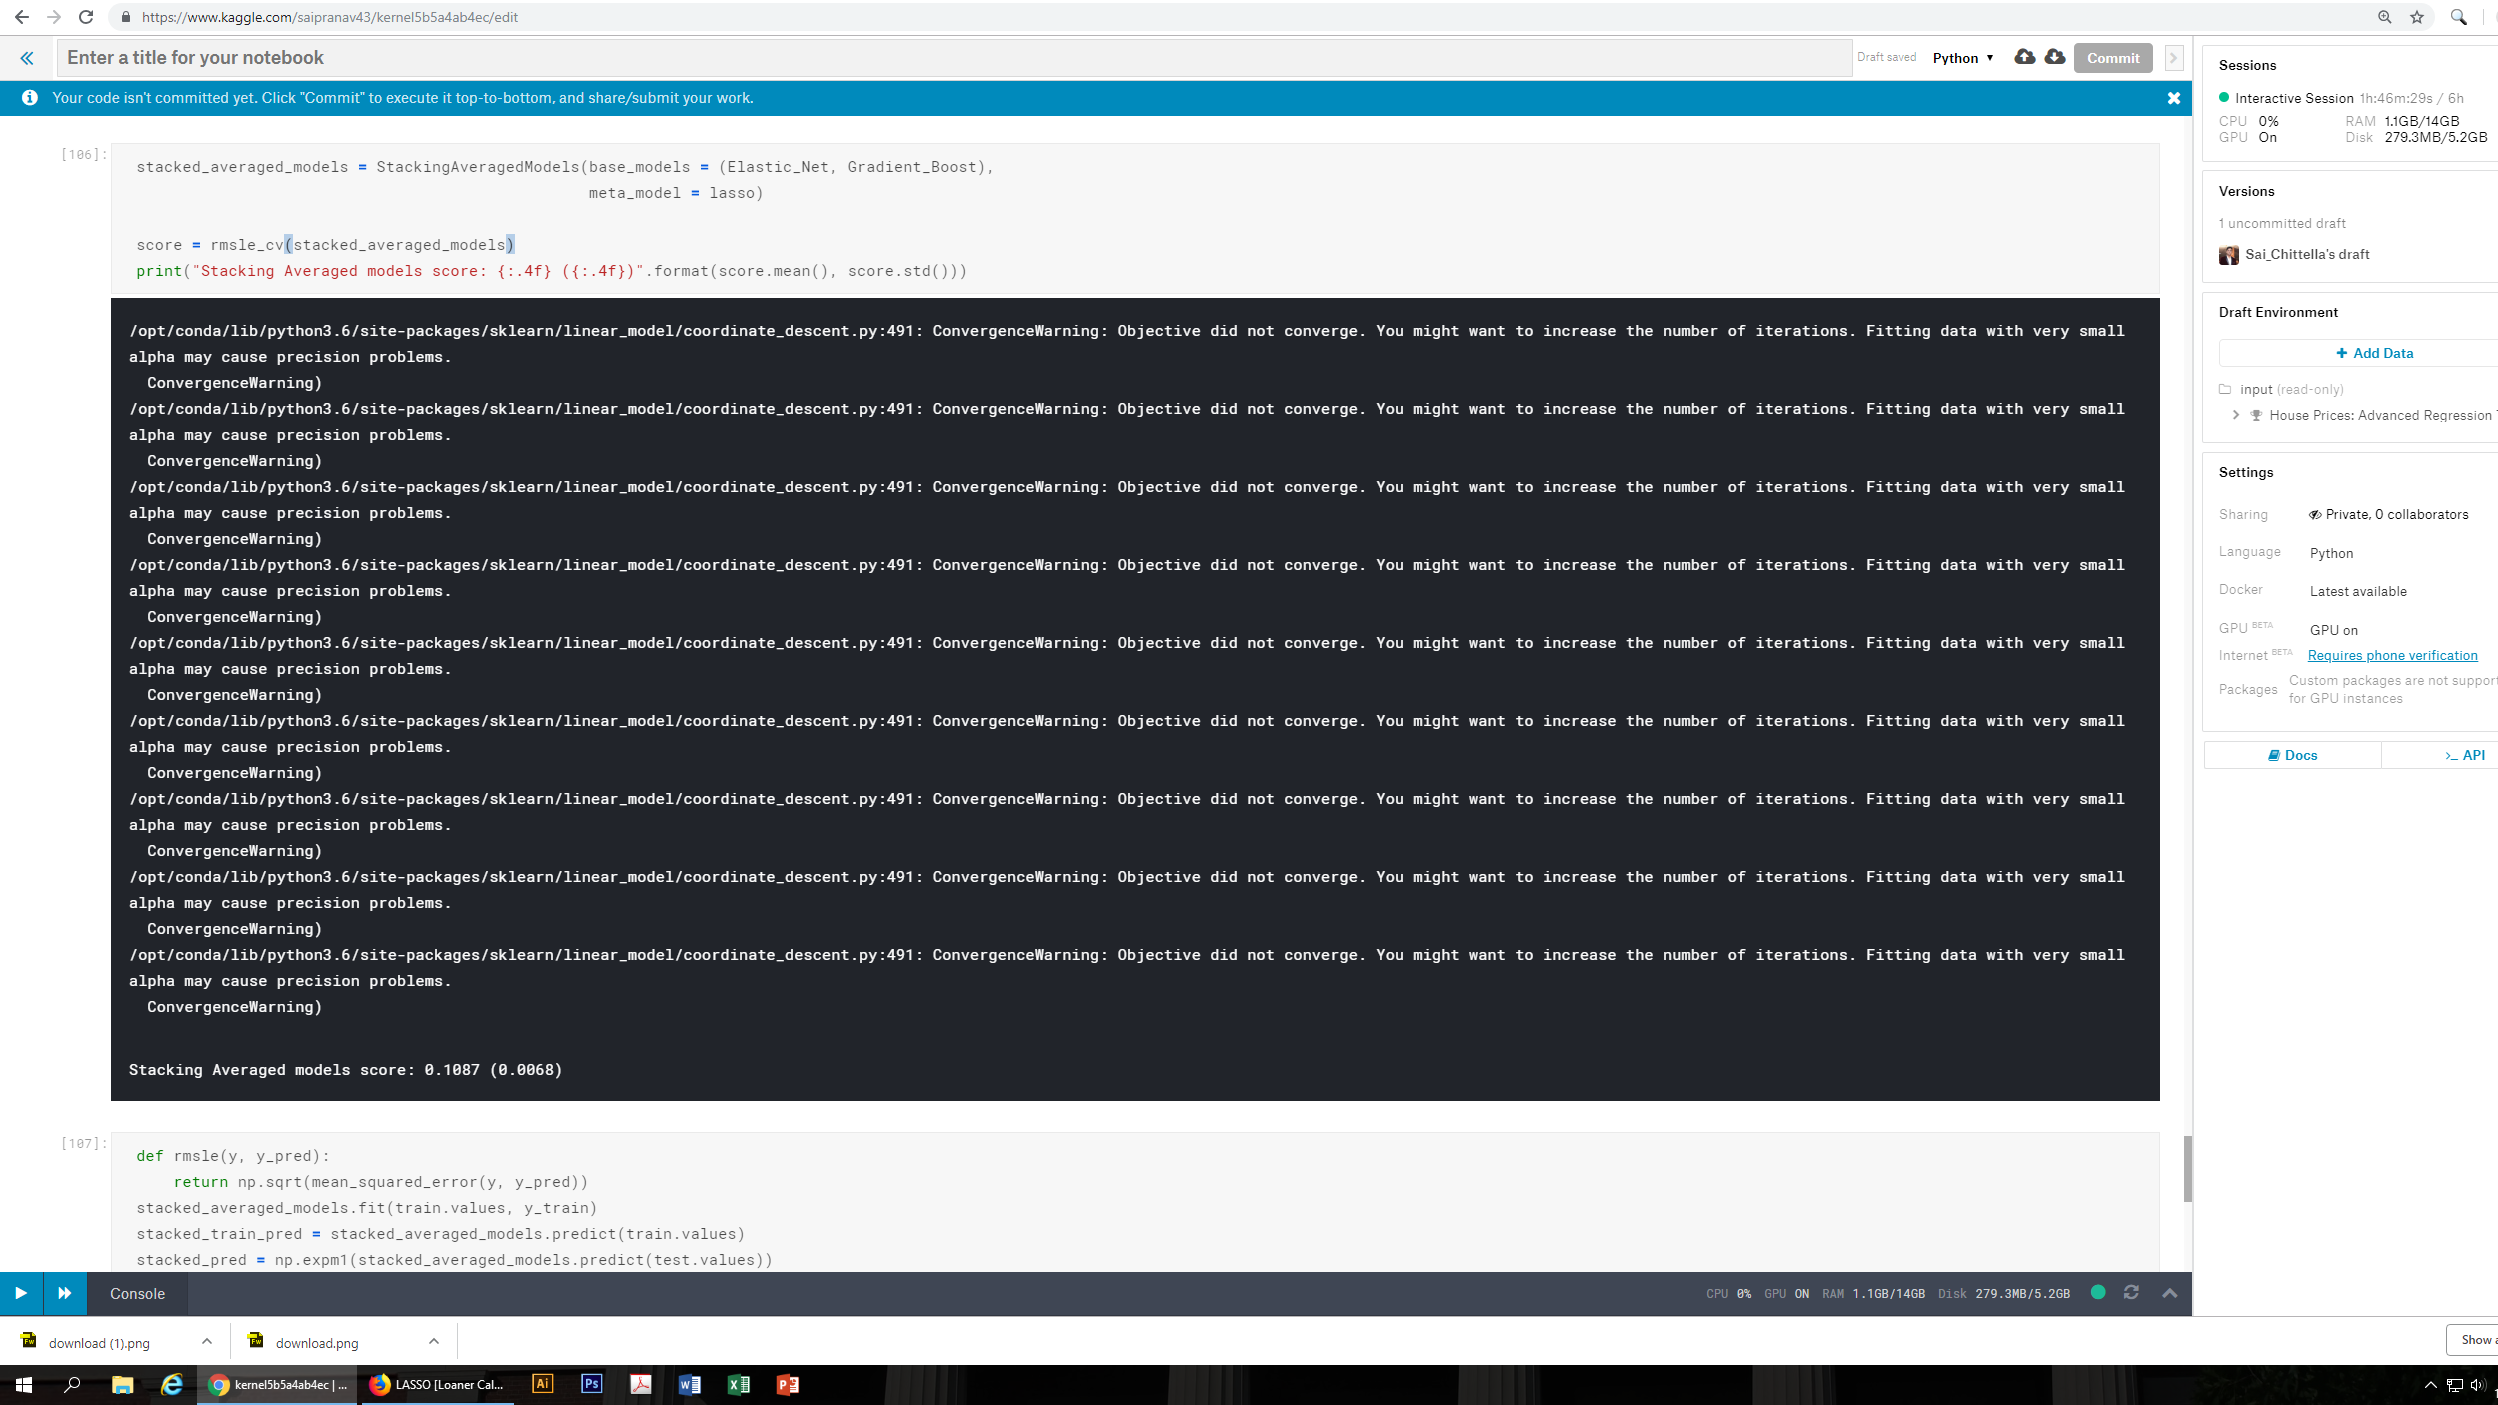 https://www.kaggle.com/saipranav43/kernel5b5a4ab4ec/edit
Enter a title for your notebook
Draft saved
Python
Commit
Your code isn't committed yet. Click "Commit" to execute it top-to-bottom, and share/submit your work.
[106]:
stacked_averaged_models = StackingAveragedModels(base_models = (Elastic_Net, Gradient_Boost),
meta_model = lasso)
score = rmsle_cv(stacked_averaged_models)
print("Stacking Averaged models score: {:.4f} ({:.4f})".format(score.mean(), score.std()))
/opt/conda/lib/python3.6/site-packages/sklearn/linear_model/coordinate_descent.py:491: ConvergenceWarning: Objective did not converge. You might want to increase the number of iterations. Fitting data with very small
alpha may cause precision problems.
ConvergenceWarning)
/opt/conda/lib/python3.6/site-packages/sklearn/linear_model/coordinate_descent.py:491: ConvergenceWarning: Objective did not converge. You might want to increase the number of iterations. Fitting data with very small
alpha may cause precision problems.
ConvergenceWarning)
/opt/conda/lib/python3.6/site-packages/sklearn/linear_model/coordinate_descent.py:491: ConvergenceWarning: Objective did not converge. You might want to increase the number of iterations. Fitting data with very small
alpha may cause precision problems.
ConvergenceWarning)
/opt/conda/lib/python3.6/site-packages/sklearn/linear_model/coordinate_descent.py:491: ConvergenceWarning: Objective did not converge. You might want to increase the number of iterations. Fitting data with very small
alpha may cause precision problems.
ConvergenceWarning)
/opt/conda/lib/python3.6/site-packages/sklearn/linear_model/coordinate_descent.py:491: ConvergenceWarning: Objective did not converge. You might want to increase the number of iterations. Fitting data with very small
alpha may cause precision problems.
ConvergenceWarning)
/opt/conda/lib/python3.6/site-packages/sklearn/linear_model/coordinate_descent.py:491: ConvergenceWarning: Objective did not converge. You might want to increase the number of iterations. Fitting data with very small
alpha may cause precision problems.
ConvergenceWarning)
/opt/conda/lib/python3.6/site-packages/sklearn/linear_model/coordinate_descent.py:491: ConvergenceWarning: Objective did not converge. You might want to increase the number of iterations. Fitting data with very small
alpha may cause precision problems.
ConvergenceWarning)
/opt/conda/lib/python3.6/site-packages/sklearn/linear_model/coordinate_descent.py:491: ConvergenceWarning: Objective did not converge. You might want to increase the number of iterations. Fitting data with very small
alpha may cause precision problems.
ConvergenceWarning)
/opt/conda/lib/python3.6/site-packages/sklearn/linear_model/coordinate_descent.py:491: ConvergenceWarning: Objective did not converge. You might want to increase the number of iterations. Fitting data with very small
alpha may cause precision problems.
ConvergenceWarning)
Stacking Averaged models score: 0.1087 (0.0068)
[107]:
def rmsle(y, y_pred):
return np.sqrt(mean_squared_error(y, y_pred))
stacked_averaged_models.fit(train.values, y_train)
stacked_train_pred = stacked_averaged_models.predict(train.values)
stacked_pred = np.expm1(stacked_averaged_models.predict(test.values))
Console
CPU 0% GPU ON RAM 1.1GB/14GB Disk 279.3MB/5.2GB
Sessions
Interactive Session 1h:46m:29s / 6h
CPU 0% RAM 1.1GB/14GB
GPU On Disk 279.3MB/5.2GB
Versions
1 uncommitted draft
Sai_Chittella's draft
Draft Environment
+ Add Data
input (read-only)
House Prices: Advanced Regression
Settings
Sharing Private, 0 collaborators
Language Python
Docker Latest available
GPU BETA GPU on
Internet BETA Requires phone verification
Packages Custom packages are not support
for GPU instances
Docs
>_ API
download (1).png
download.png
Show
kernel5b5a4ab4ec | ...
LASSO [Loaner Cal...
Ai
Ps